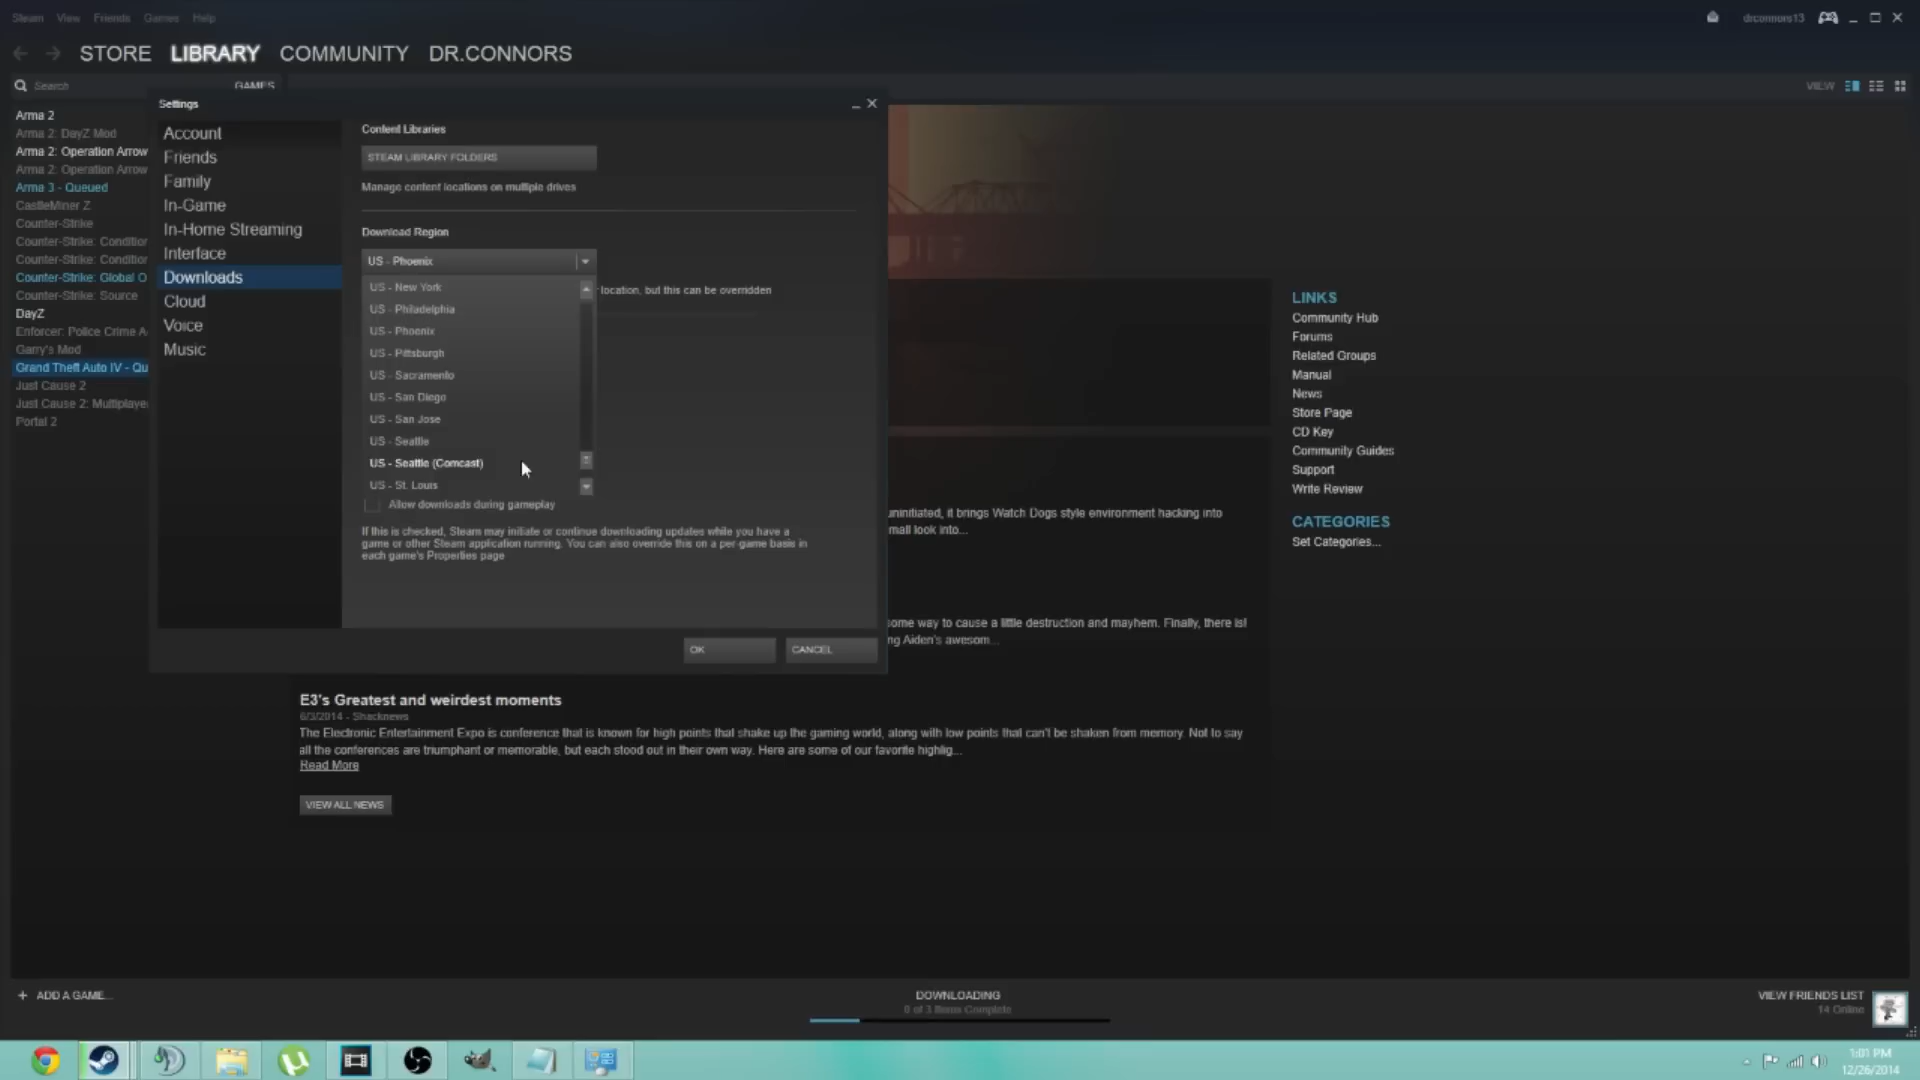 Steam View Friends Games Help
drconnors13
STORE LIBRARY COMMUNITY DR.CONNORS
Search GAMES
VIEW
Arma 2
Arma 2: DayZ Mod
Arma 2: Operation Arrow
Arma 2: Operation Arrow
Arma 3 - Queued
CastleMiner Z
Counter-Strike
Counter-Strike: Condition
Counter-Strike: Condition
Counter-Strike: Global O
Counter-Strike: Source
DayZ
Enforcer: Police Crime A
Garry's Mod
Grand Theft Auto IV - Qu
Just Cause 2
Just Cause 2: Multiplayer
Portal 2
Settings
Account
Friends
Family
In-Game
In-Home Streaming
Interface
Downloads
Cloud
Voice
Music
Content Libraries
STEAM LIBRARY FOLDERS
Manage content locations on multiple drives
Download Region
US - Phoenix
US - New York
location, but this can be overridden
US - Philadelphia
US - Phoenix
US - Pittsburgh
US - Sacramento
US - San Diego
US - San Jose
US - Seattle
US - Seattle (Comcast)
US - St. Louis
Allow downloads during gameplay
If this is checked, Steam may initiate or continue downloading updates while you have a
game or other Steam application running. You can also override this on a per-game basis in
each game's Properties page
OK CANCEL
LINKS
Community Hub
Forums
Related Groups
Manual
News
Store Page
CD Key
Community Guides
Support
Write Review
CATEGORIES
Set Categories...
uninitiated, it brings Watch Dogs style environment hacking into
mall look into...
some way to cause a little destruction and mayhem. Finally, there is!
ng Aiden's awesom...
E3's Greatest and weirdest moments
6/3/2014 - Shacknews
The Electronic Entertainment Expo is conference that is known for high points that shake up the gaming world, along with low points that can't be shaken from memory. Not to say
all the conferences are triumphant or memorable, but each stood out in their own way. Here are some of our favorite highlig...
Read More
VIEW ALL NEWS
+ ADD A GAME...
DOWNLOADING
0 of 3 Items Complete
VIEW FRIENDS LIST
14 Online
1:01 PM
12/26/2014